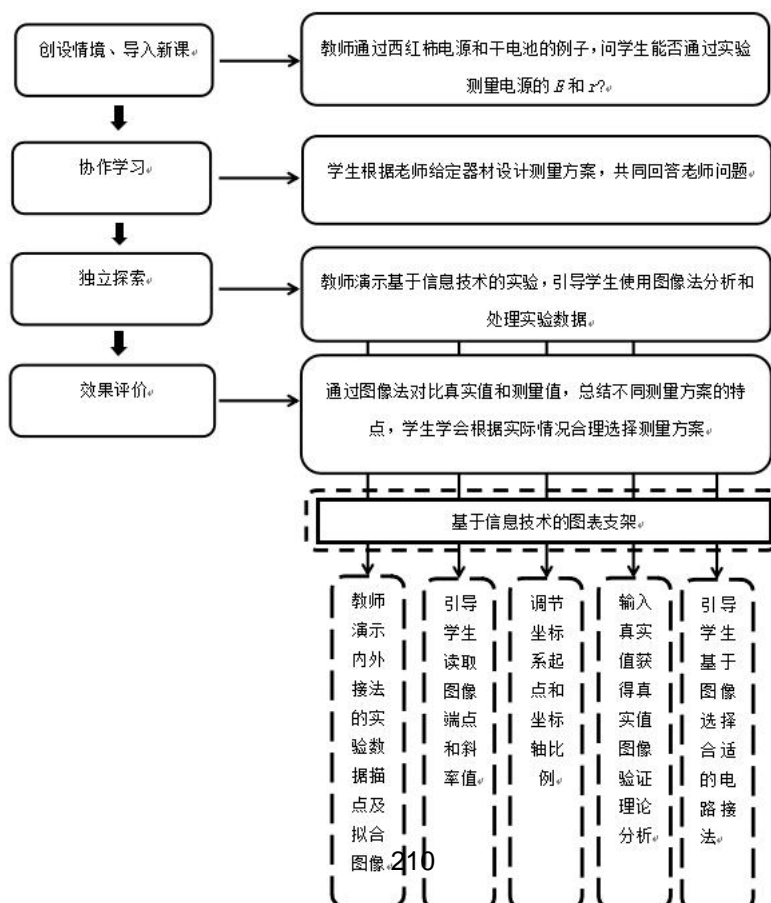 创设情境、导入新课
教师通过西红柿电源和干电池的例子，问学生能否通过实验
测量电源的 E 和 r?
协作学习
学生根据老师给定器材设计测量方案，共同回答老师问题
独立探索
教师演示基于信息技术的实验，引导学生使用图像法分析和
处理实验数据
效果评价
通过图像法对比真实值和测量值，总结不同测量方案的特
点，学生学会根据实际情况合理选择测量方案
基于信息技术的图表支架
教师
演示
内外
接法
的实
验数
据描
点及
拟合
图像
引导
学生
读取
图像
端点
和斜
率值
调节
坐标
系起
点和
坐标
轴比
例
输入
真实
值获
得真
实值
图像
验证
理论
分析
引导
学生
基于
图像
选择
合适
的电
路接
法
210